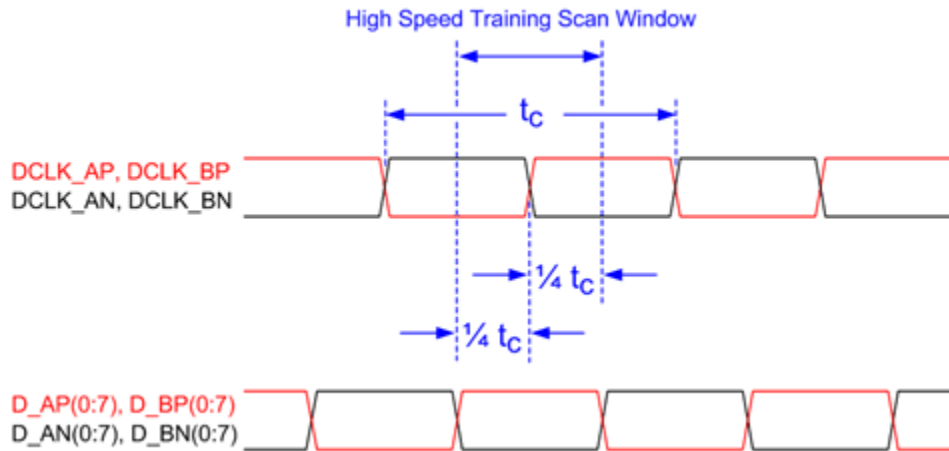 High Speed Training Scan Window
tc
DCLK_AP, DCLK_BP
DCLK_AN, DCLK_BN
¼ tc
¼ tc
D_AP(0:7), D_BP(0:7)
D_AN(0:7), D_BN(0:7)